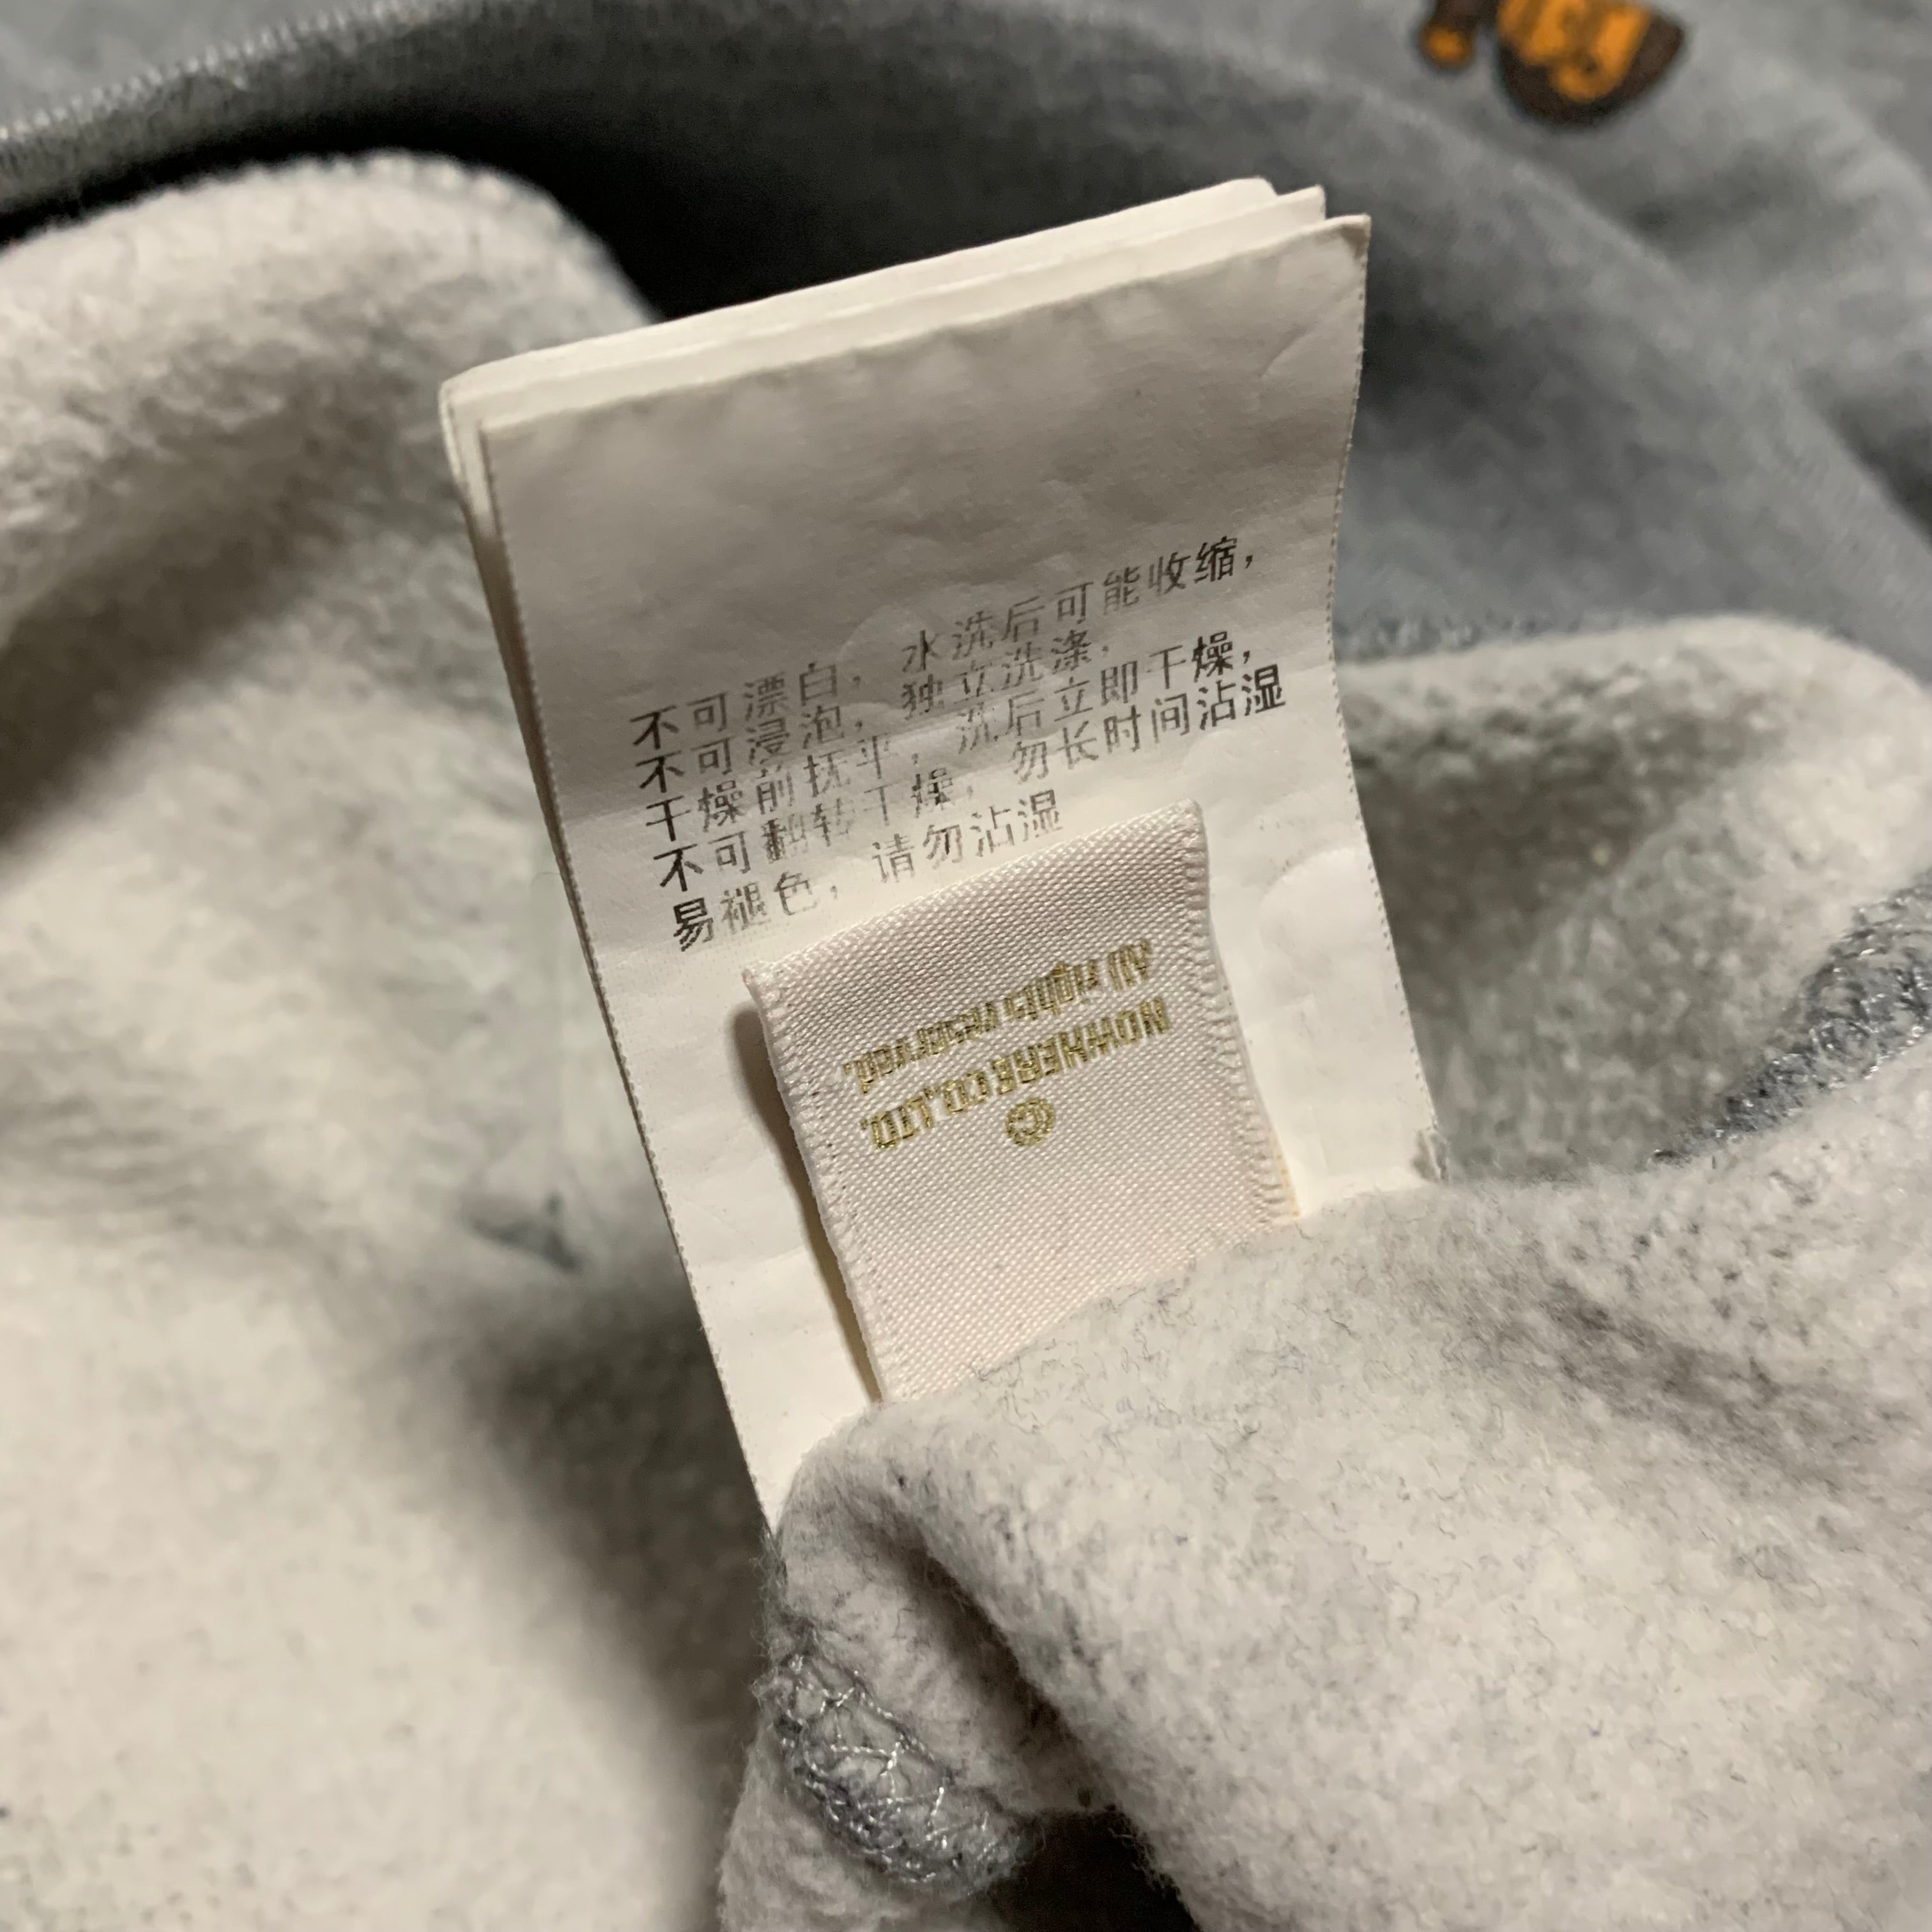 不可漂白，水洗后可能收缩，
不可浸泡，独立洗涤．
干燥前抚平，洗后立即干燥，
不可翻转干燥，勿长时间沾湿
易褪色，请勿沾湿
©
NOWHERE CO.,LTD.
All rights reserved.